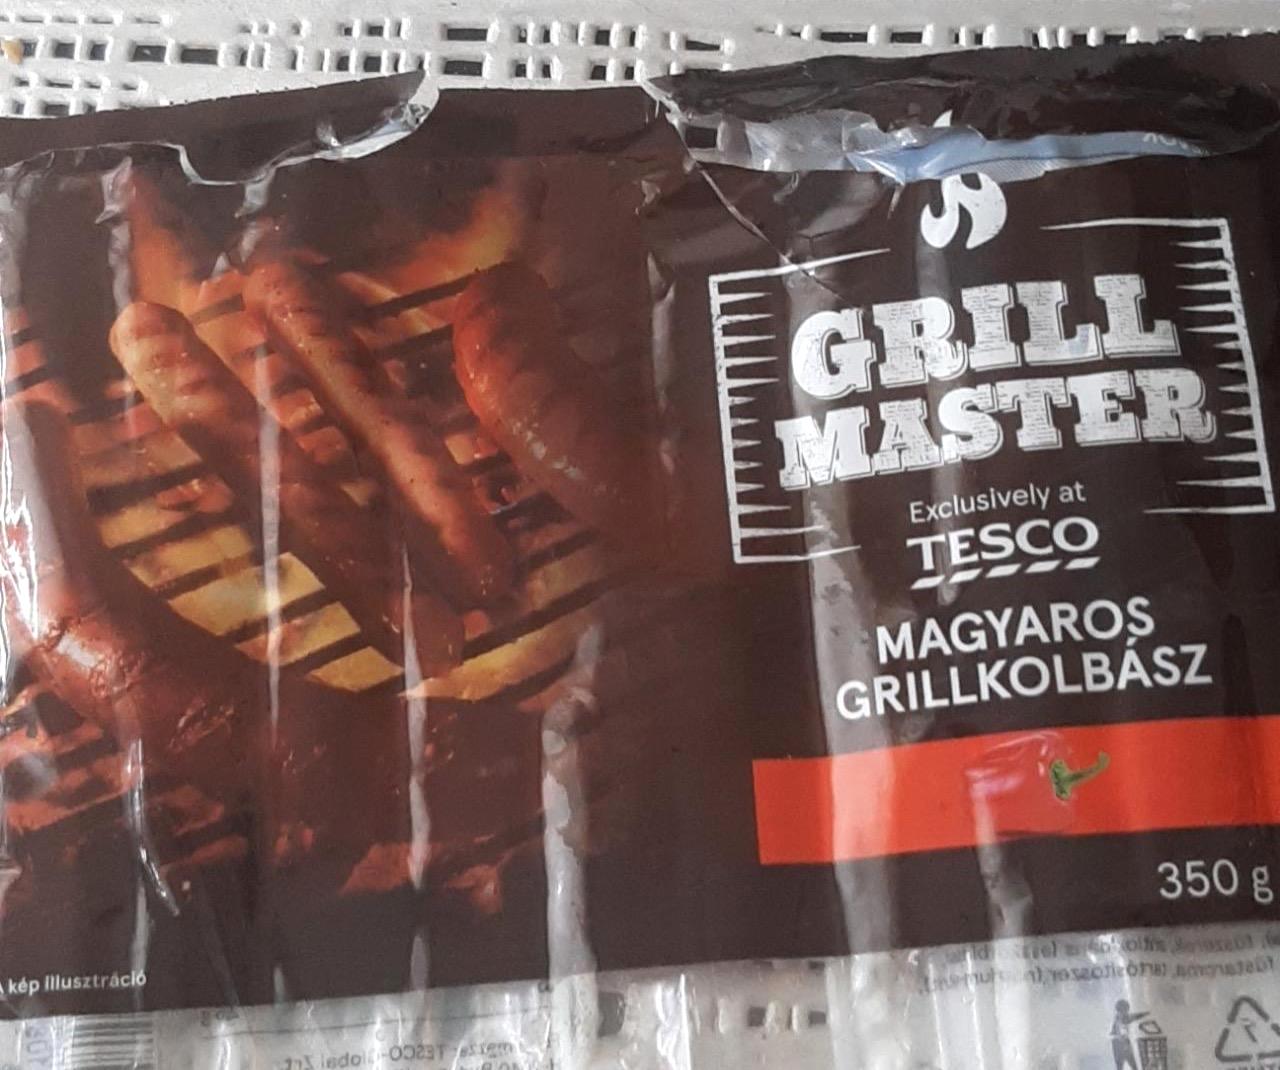 GRILL
MASTER
Exclusively at
TESCO
MAGYAROS
GRILLKOLBÁSZ
350 g
A kép illusztráció